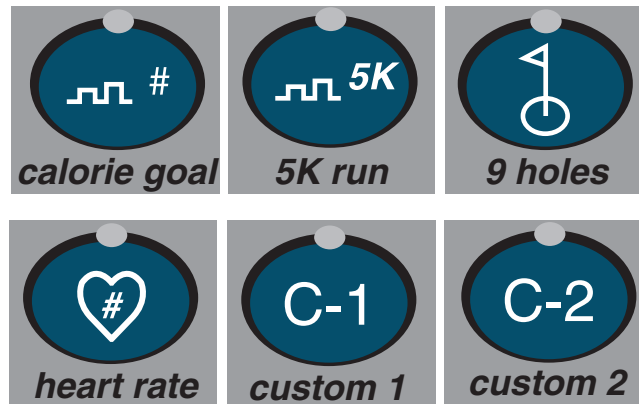 #
5K
calorie goal
5K run
9 holes
#
C-1
C-2
heart rate
custom 1
custom 2